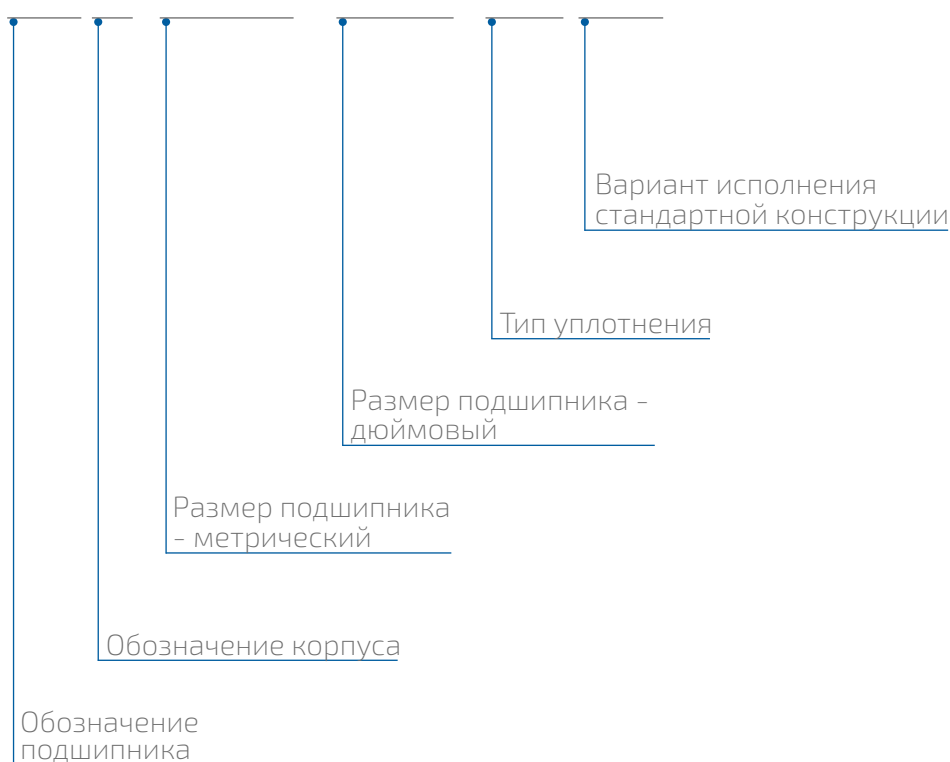 Вариант исполнения
стандартной конструкции
Тип уплотнения
Размер подшипника -
дюймовый
Размер подшипника
- метрический
Обозначение корпуса
Обозначение
подшипника